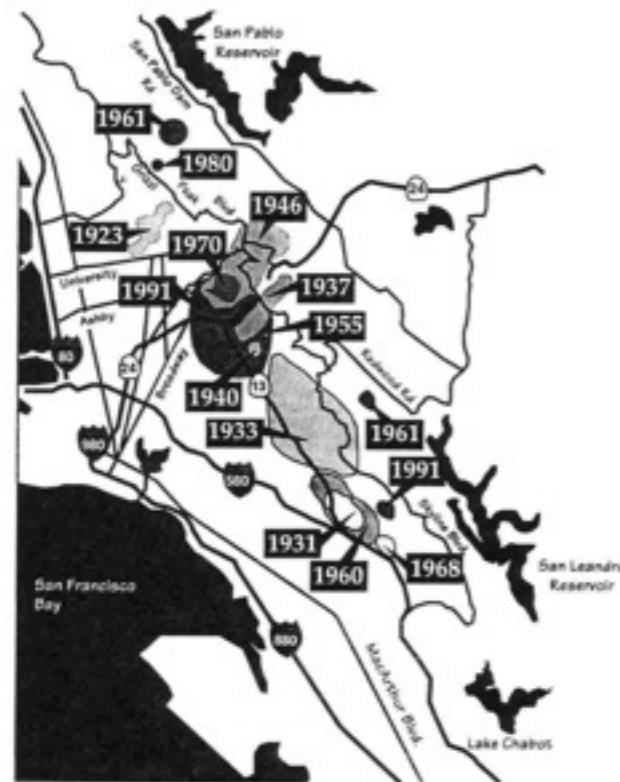 San Pablo
Reservoir
San Pablo Dam
Rd
1961
1980
Grizzly
Peak
Blvd
24
1946
1923
1970
1937
University
1991
1955
Ashby
80
24
Broadway
1940
13
Redwood Rd
1933
1961
980
1991
580
Skyline Blvd.
1931
1960
1968
San Leandro
Reservoir
San Francisco
Bay
880
MacArthur Blvd.
Lake Chabot